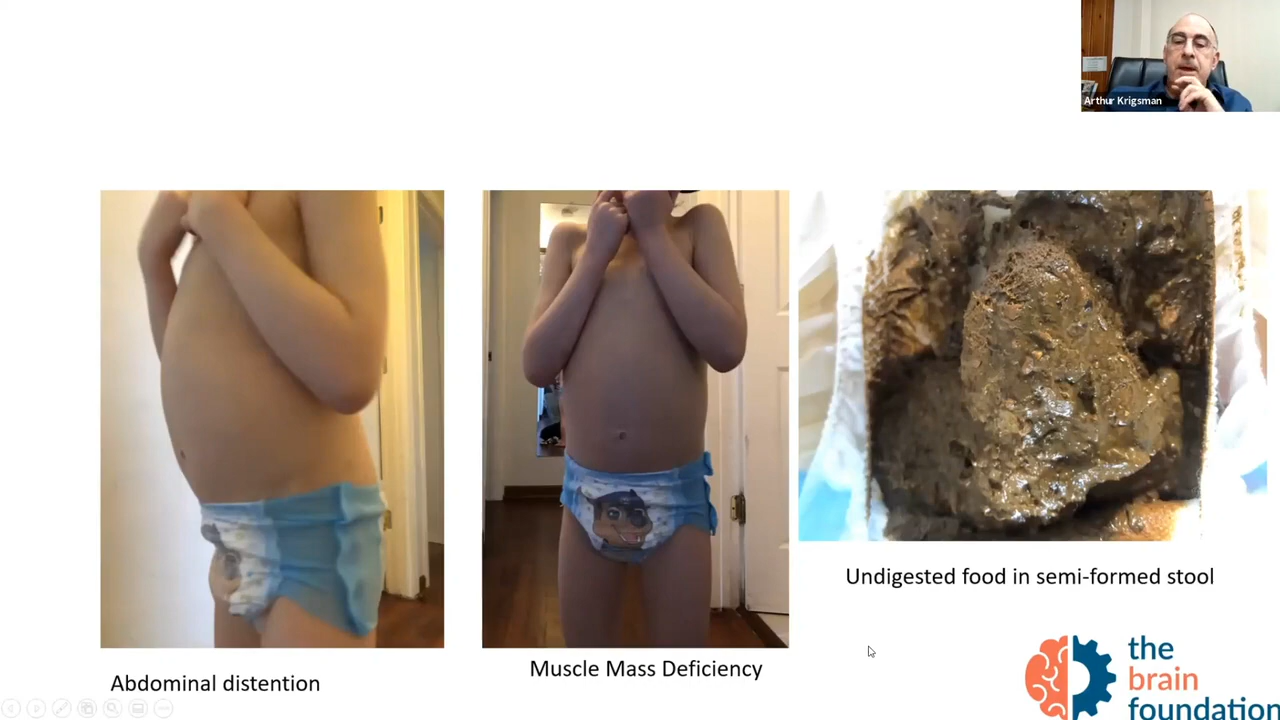 Arthur Krigsman
Undigested food in semi-formed stool
Muscle Mass Deficiency
Abdominal distention
the
brain
foundation